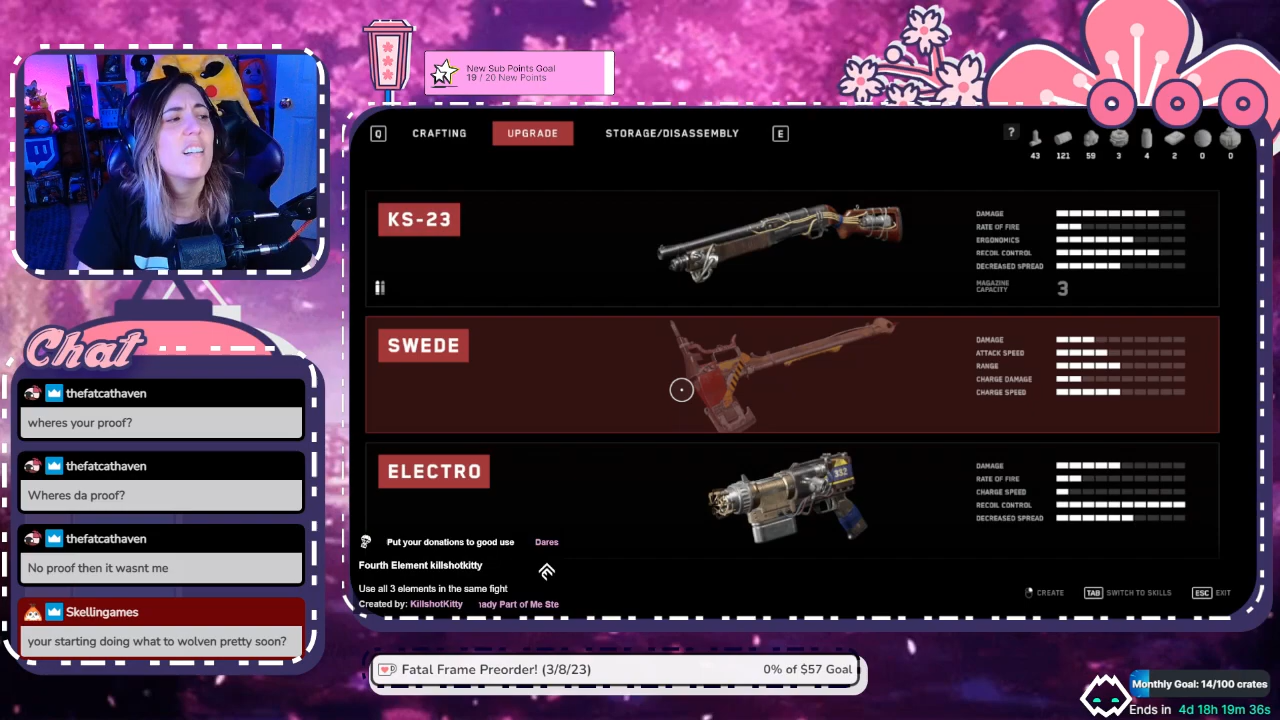 New Sub Points Goal
19 / 20 New Points
Q
CRAFTING
UPGRADE
STORAGE/DISASSEMBLY
E
?
43
121
59
3
4
2
0
0
KS-23
DAMAGE
RATE OF FIRE
ERGONOMICS
RECOIL CONTROL
DECREASED SPREAD
MAGAZINE
CAPACITY
3
SWEDE
DAMAGE
ATTACK SPEED
RANGE
CHARGE DAMAGE
CHARGE SPEED
ELECTRO
332
DAMAGE
RATE OF FIRE
CHARGE SPEED
RECOIL CONTROL
DECREASED SPREAD
Chat
thefatcathaven
wheres your proof?
thefatcathaven
Wheres da proof?
thefatcathaven
No proof then it wasnt me
Skellingames
your starting doing what to wolven pretty soon?
Put your donations to good use
Dares
Fourth Element killshotkitty
Use all 3 elements in the same fight
Created by: KillshotKitty
ady Part of Me Ste
CREATE
TAB SWITCH TO SKILLS
ESC EXIT
Fatal Frame Preorder! (3/8/23)
0% of $57 Goal
Monthly Goal: 14/100 crates
Ends in 4d 18h 19m 36s